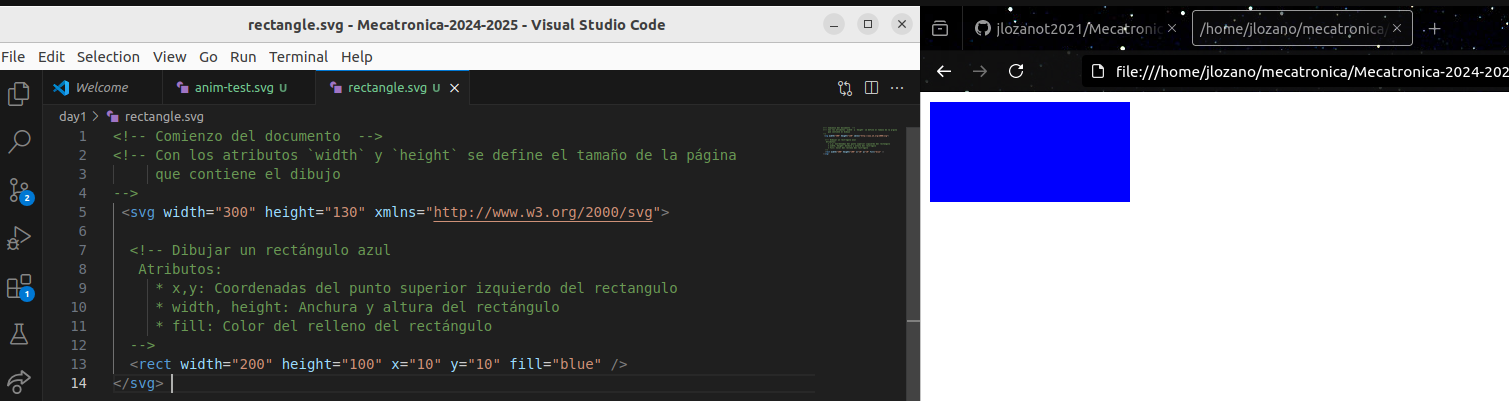 rectangle.svg - Mecatronica-2024-2025 - Visual Studio Code
File Edit Selection View Go Run Terminal Help
Welcome anim-test.svg U rectangle.svg U
day1 > rectangle.svg
1 <!-- Comienzo del documento  -->
2 <!-- Con los atributos `width` y `height` se define el tamaño de la página
3 que contiene el dibujo
4 -->
5 <svg width="300" height="130" xmlns="http://www.w3.org/2000/svg">
6
7 <!-- Dibujar un rectángulo azul
8 Atributos:
9 * x,y: Coordenadas del punto superior izquierdo del rectangulo
10 * width, height: Anchura y altura del rectángulo
11 * fill: Color del relleno del rectángulo
12 -->
13 <rect width="200" height="100" x="10" y="10" fill="blue" />
14 </svg>
2
1
jlozanot2021/Mecatronic
/home/jlozano/mecatronica/
file:///home/jlozano/mecatronica/Mecatronica-2024-202